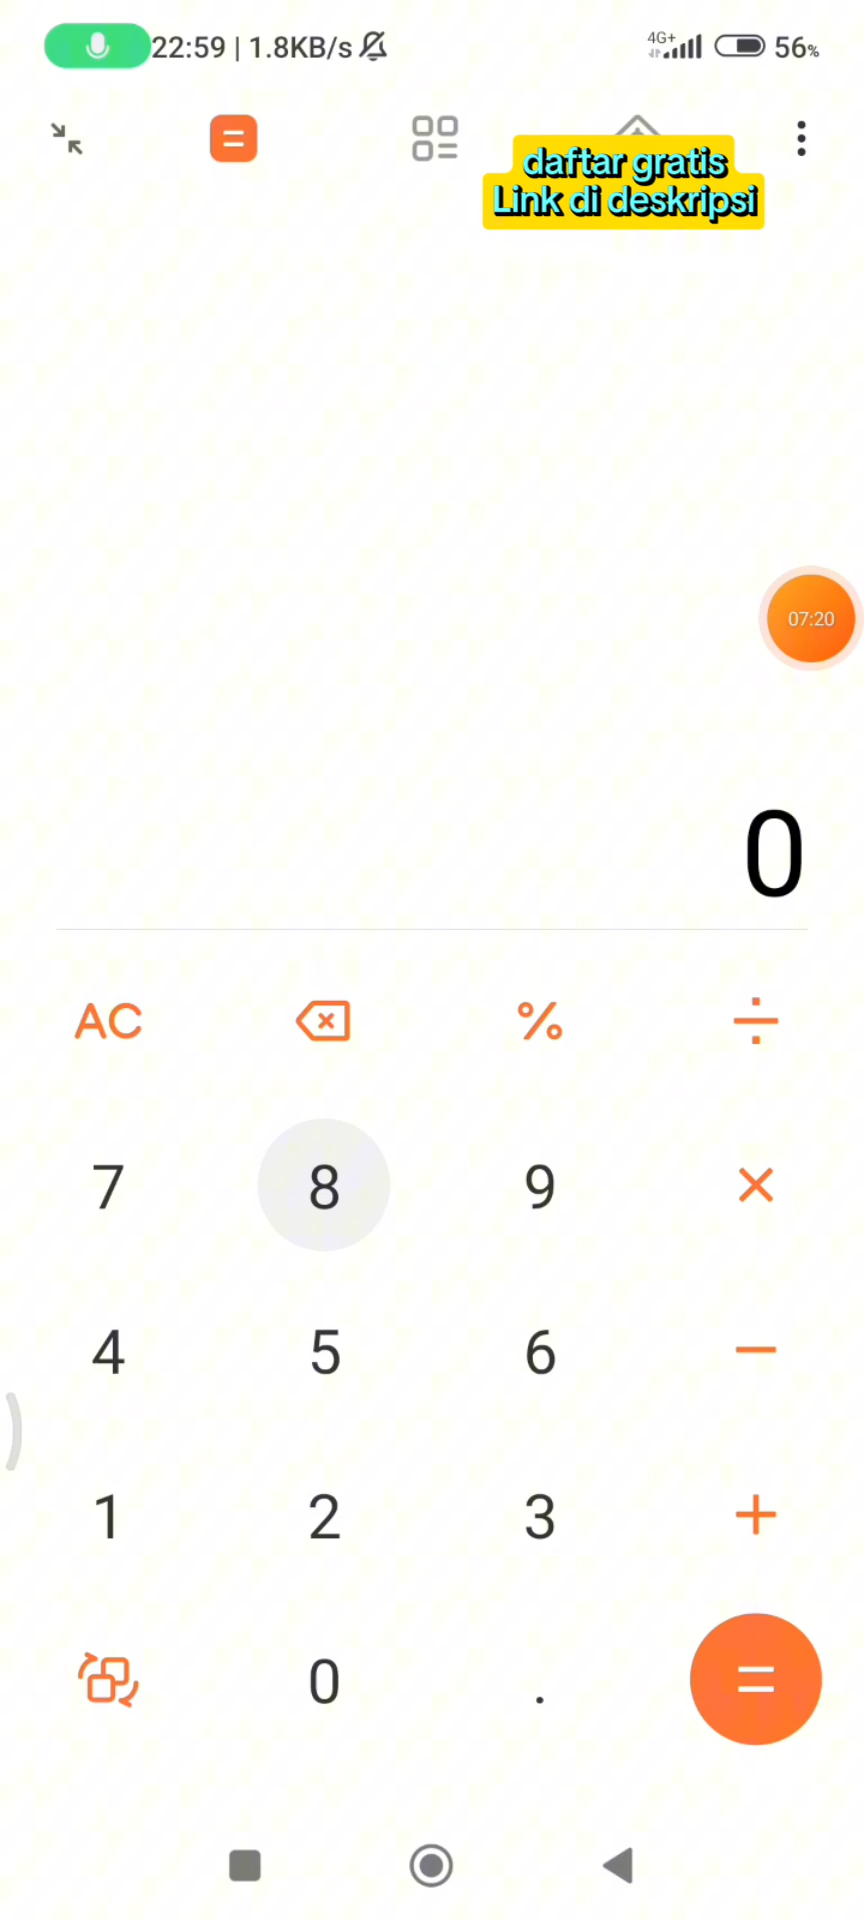 22:59 | 1.8KB/s 4G+ 56%
daftar gratis
Link di deskripsi
07:20
0
AC % ÷
7 8 9 ×
4 5 6 −
1 2 3 +
0 . =